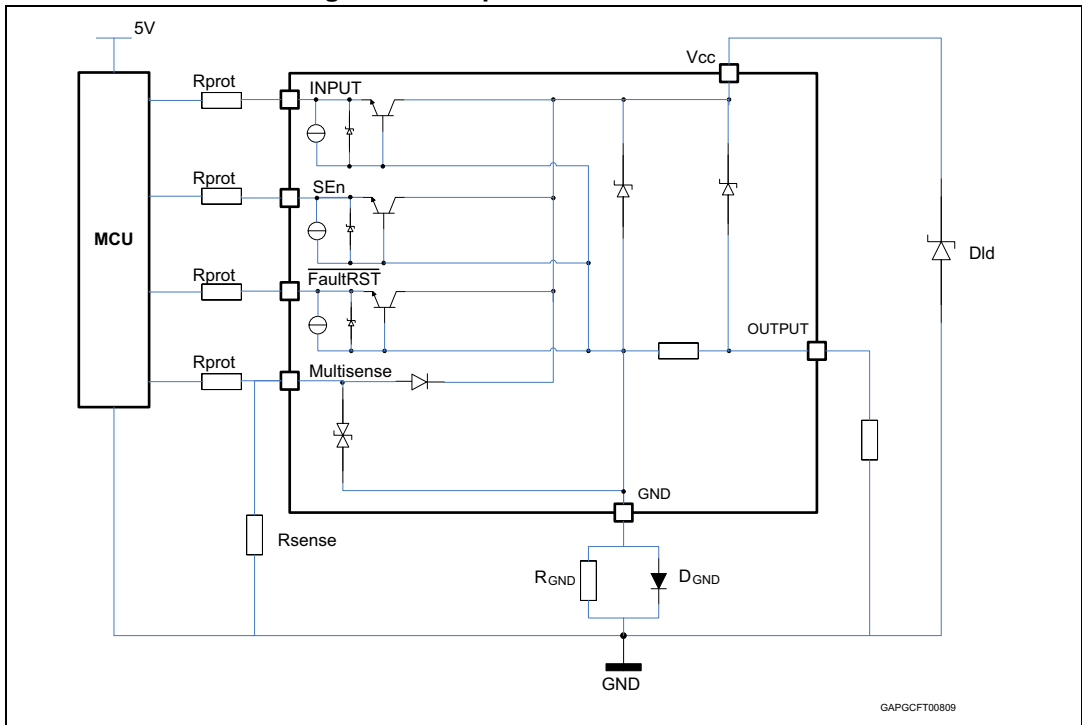 5V
Vcc
Rprot
INPUT
Rprot
SEn
MCU
Dld
Rprot
FaultRST
OUTPUT
Rprot
Multisense
GND
Rsense
RGND
DGND
GND
GAPGCFT00809